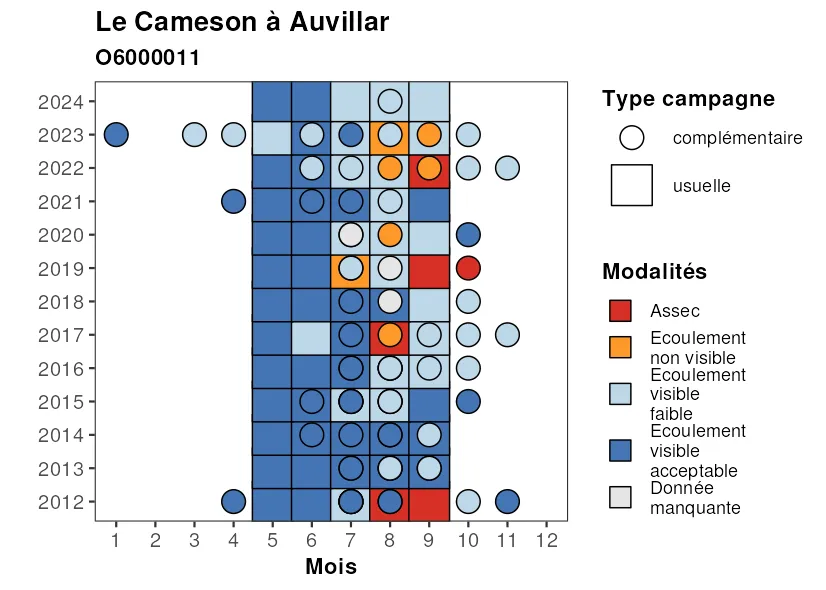 Le Cameson à Auvillar
O6000011
2024
2023
2022
2021
2020
2019
2018
2017
2016
2015
2014
2013
2012
1 2 3 4 5 6 7 8 9 10 11 12
Mois
Type campagne
complémentaire
usuelle
Modalités
Assec
Ecoulement
non visible
Ecoulement
visible
faible
Ecoulement
visible
acceptable
Donnée
manquante